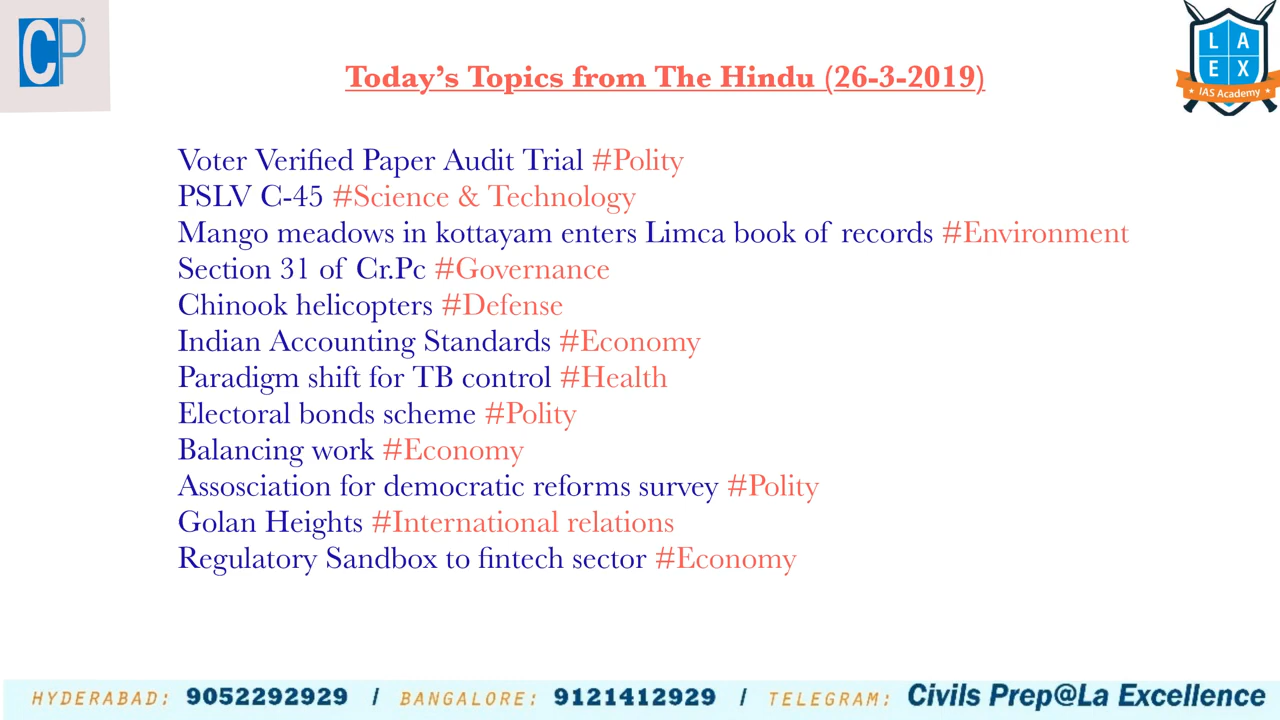 CP
LAEX
IAS Academy
Today's Topics from The Hindu (26-3-2019)
Voter Verified Paper Audit Trial #Polity
PSLV C-45 #Science & Technology
Mango meadows in kottayam enters Limca book of records #Environment
Section 31 of Cr.Pc #Governance
Chinook helicopters #Defense
Indian Accounting Standards #Economy
Paradigm shift for TB control #Health
Electoral bonds scheme #Polity
Balancing work #Economy
Assosciation for democratic reforms survey #Polity
Golan Heights #International relations
Regulatory Sandbox to fintech sector #Economy
HYDERABAD: 9052292929 / BANGALORE: 9121412929 / TELEGRAM: Civils Prep@La Excellence